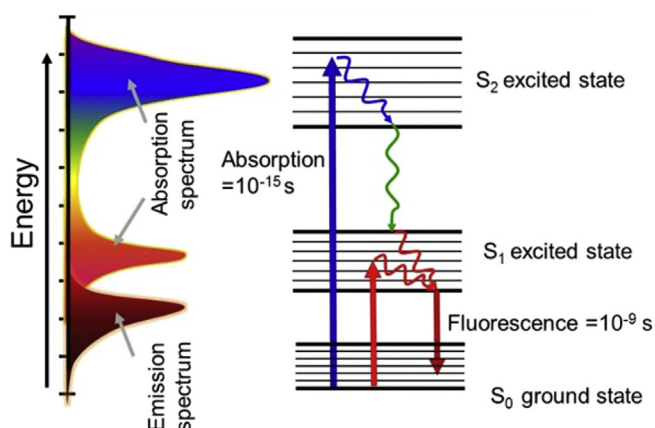 Energy
Absorption
spectrum
Emission
spectrum
Absorption
=10⁻¹⁵s
S₂ excited state
S₁ excited state
Fluorescence =10⁻⁹ s
S₀ ground state